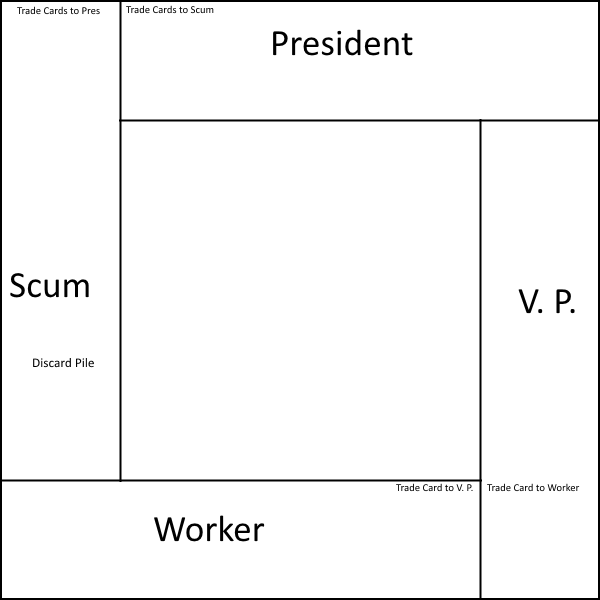 Trade Cards to Pres
Trade Cards to Scum
President
Scum
V. P.
Discard Pile
Trade Card to V. P.
Trade Card to Worker
Worker